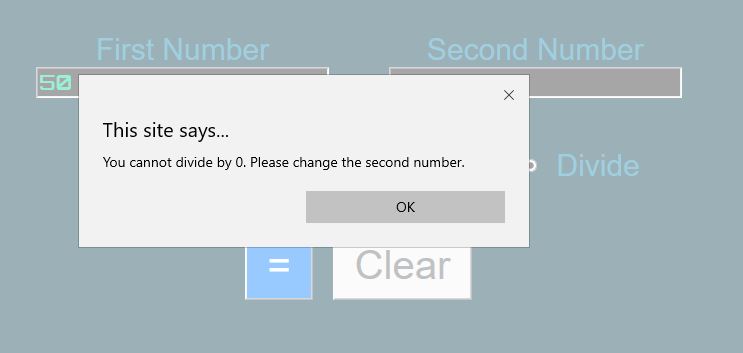 First Number
Second Number
50
This site says...
You cannot divide by 0. Please change the second number.
OK
Divide
=
Clear